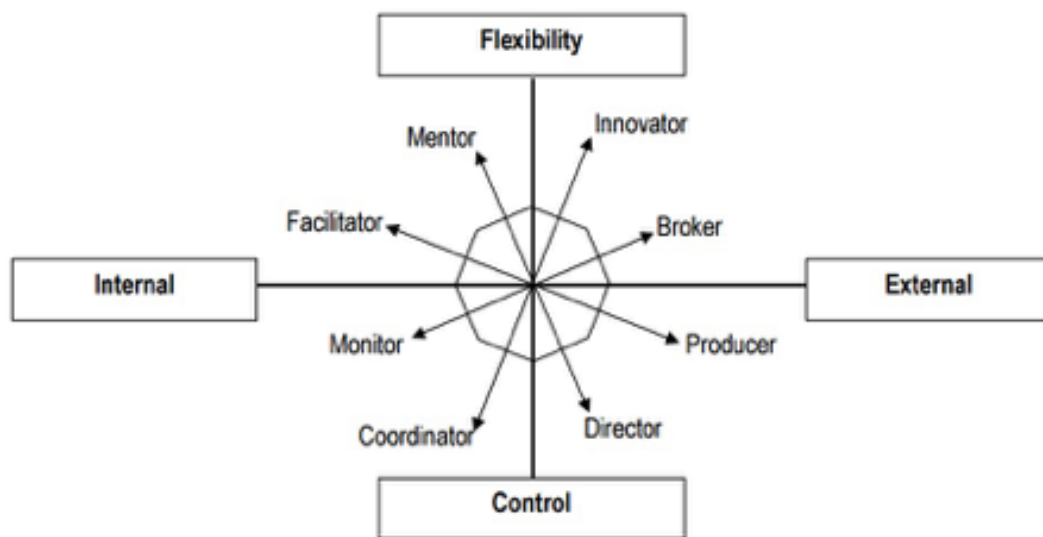 Flexibility
Mentor
Innovator
Facilitator
Broker
Internal
External
Monitor
Producer
Coordinator
Director
Control